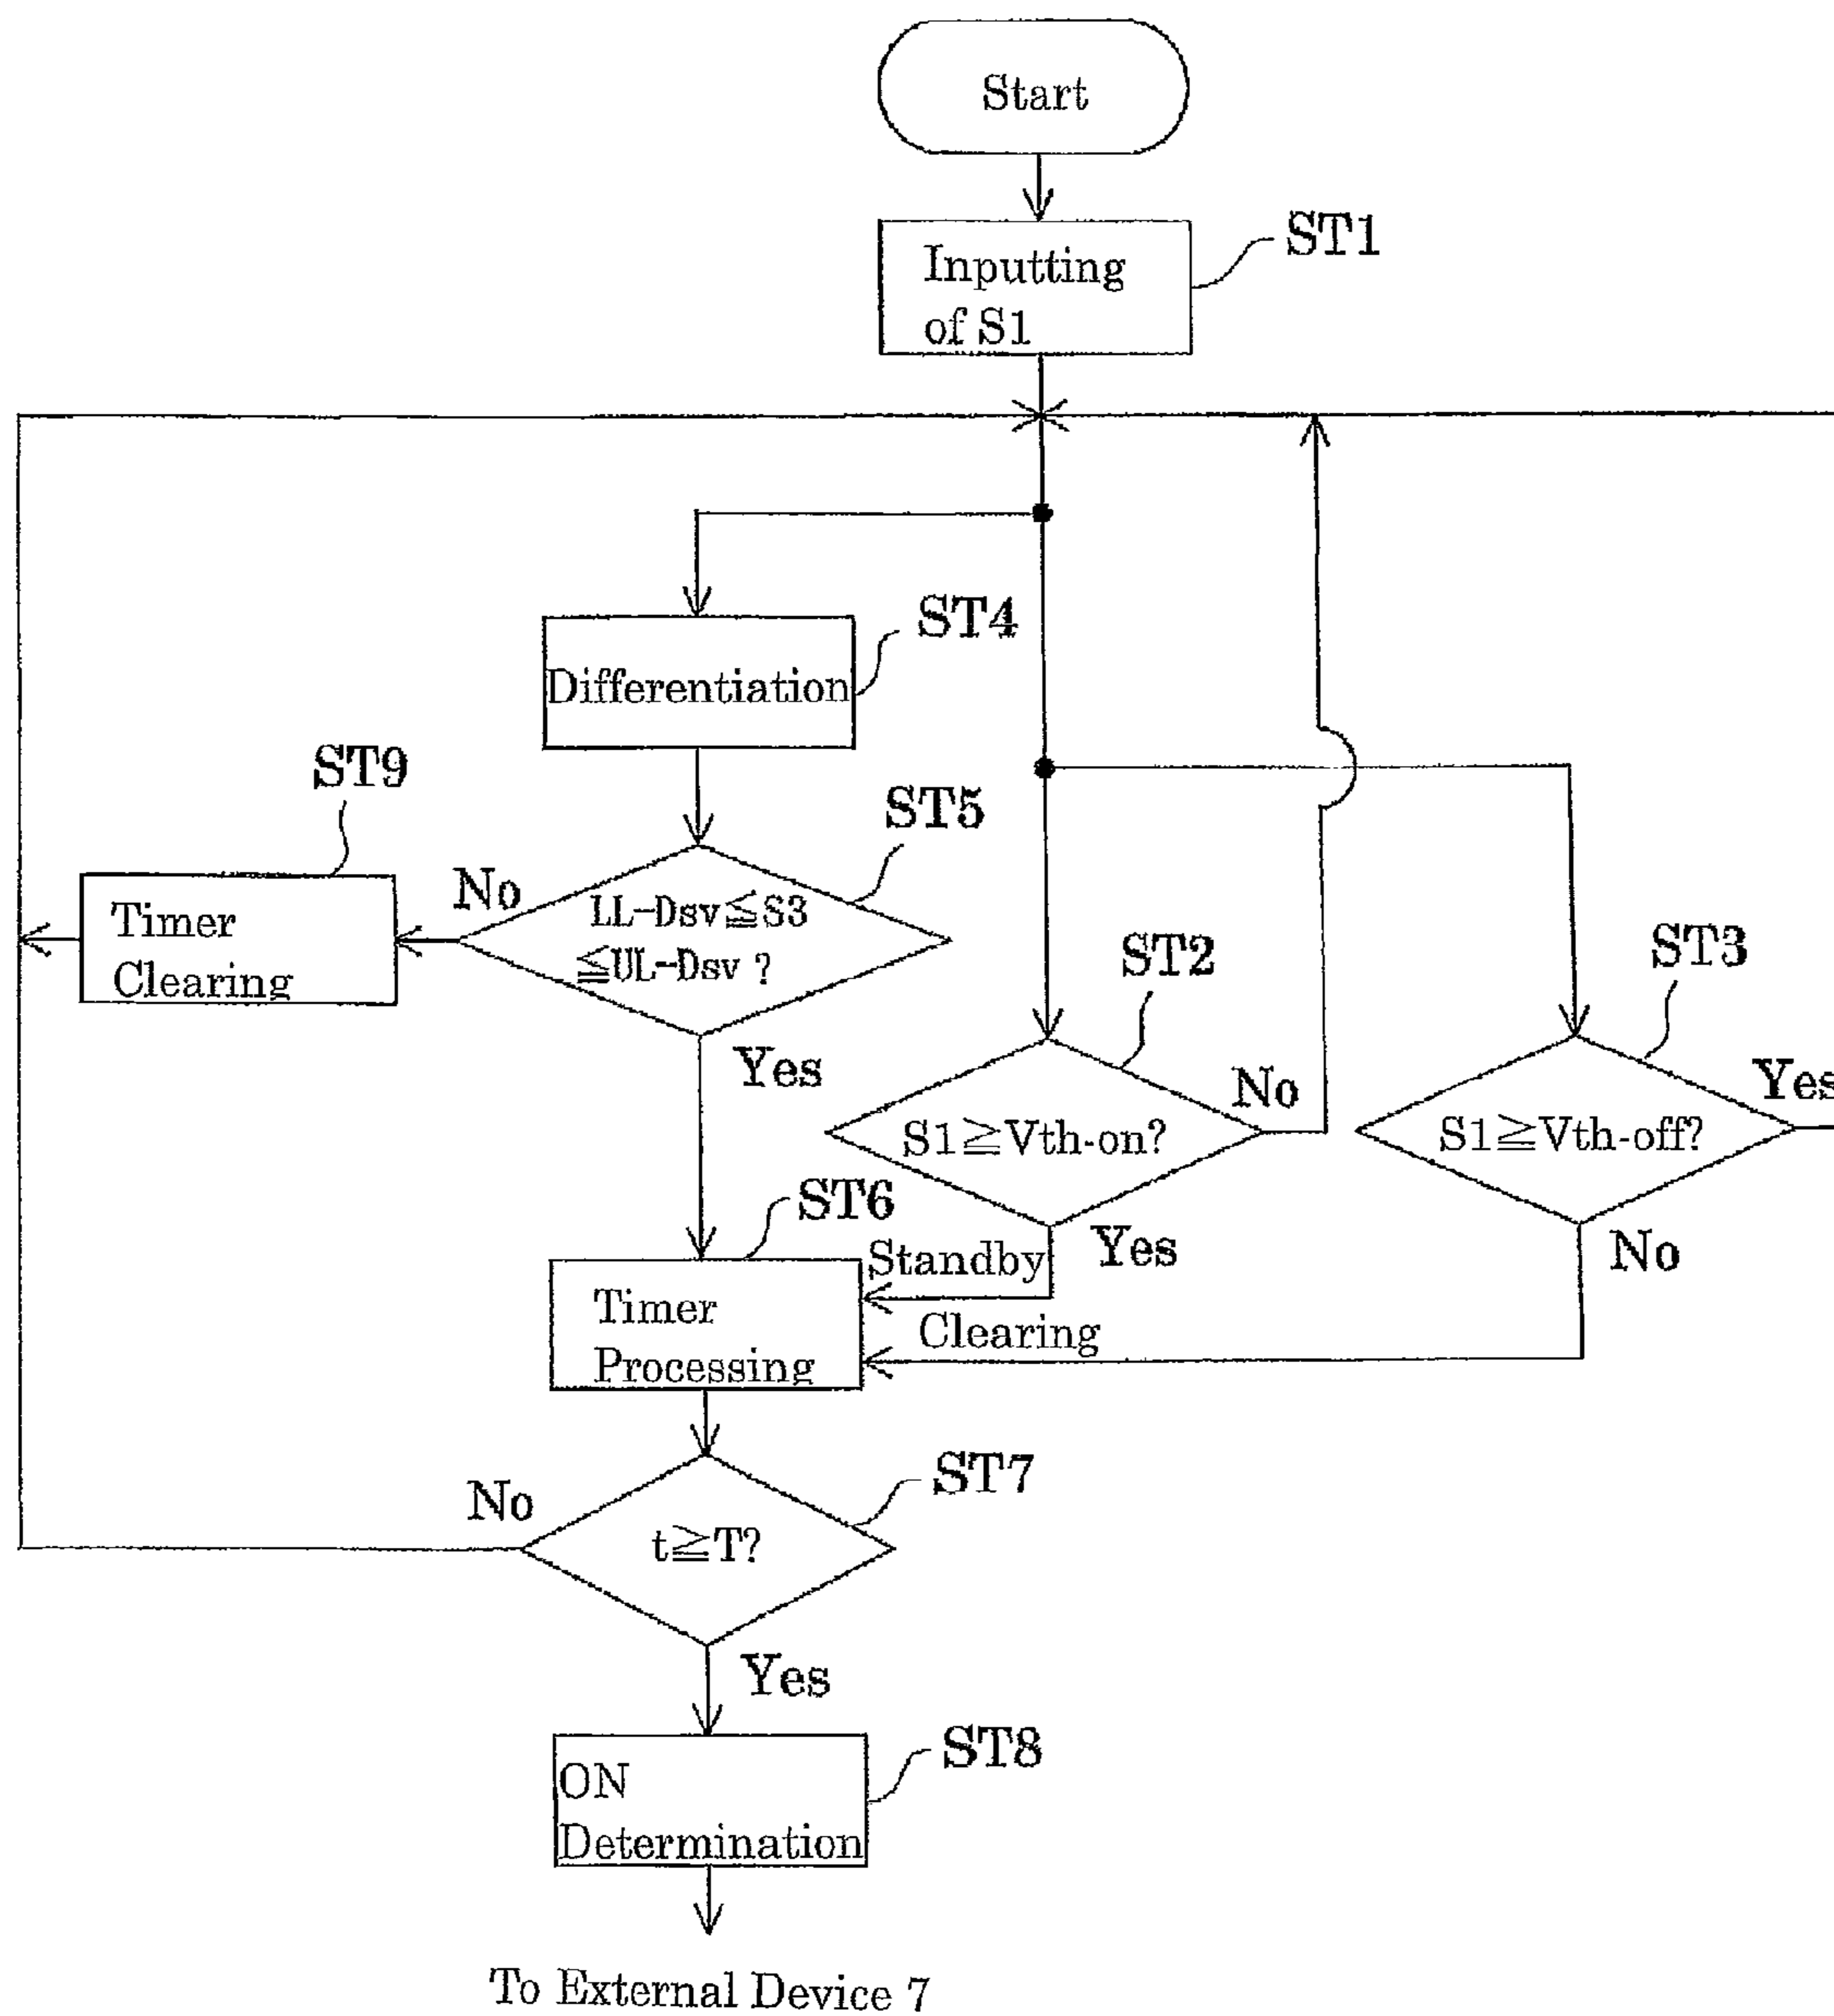 Start
Inputting
of S1
ST1
Differentiation
ST4
ST9
ST5
Timer
Clearing
No
LL-Dsv≦S3
≦UL-Dsv ?
Yes
ST2
ST3
S1≧Vth-on?
No
S1≧Vth-off?
Yes
ST6
Standby
Yes
No
Timer
Processing
Clearing
ST7
No
t≧T?
Yes
ST8
ON
Determination
To External Device 7